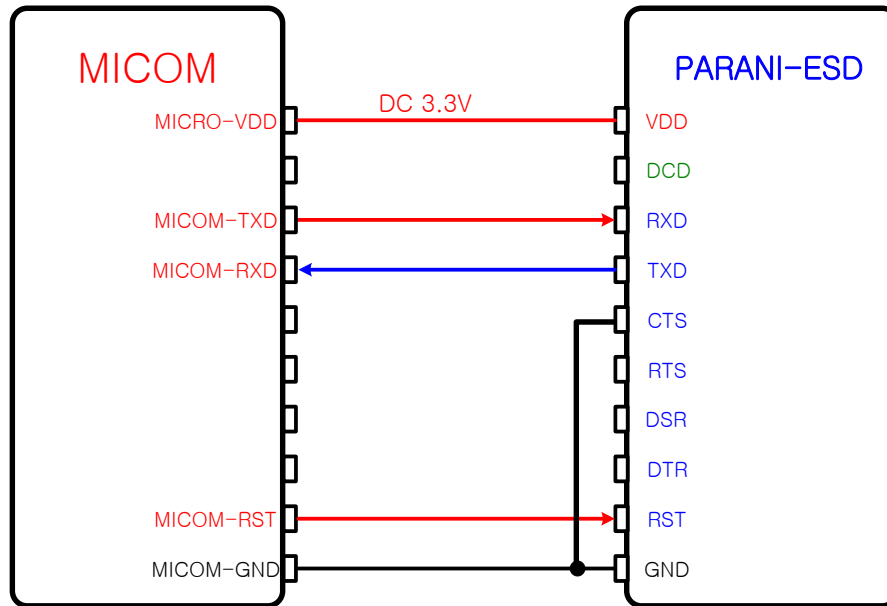 MICOM
PARANI-ESD
DC 3.3V
MICRO-VDD
VDD
DCD
MICOM-TXD
RXD
MICOM-RXD
TXD
CTS
RTS
DSR
DTR
MICOM-RST
RST
MICOM-GND
GND